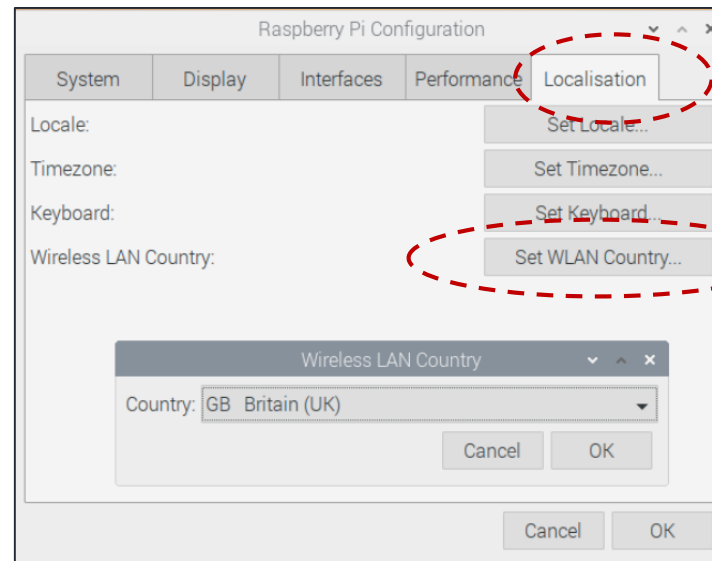 Raspberry Pi Configuration
System Display Interfaces Performance Localisation
Locale: Set Locale...
Timezone: Set Timezone...
Keyboard: Set Keyboard...
Wireless LAN Country: Set WLAN Country...
Wireless LAN Country
Country: GB Britain (UK)
Cancel OK
Cancel OK